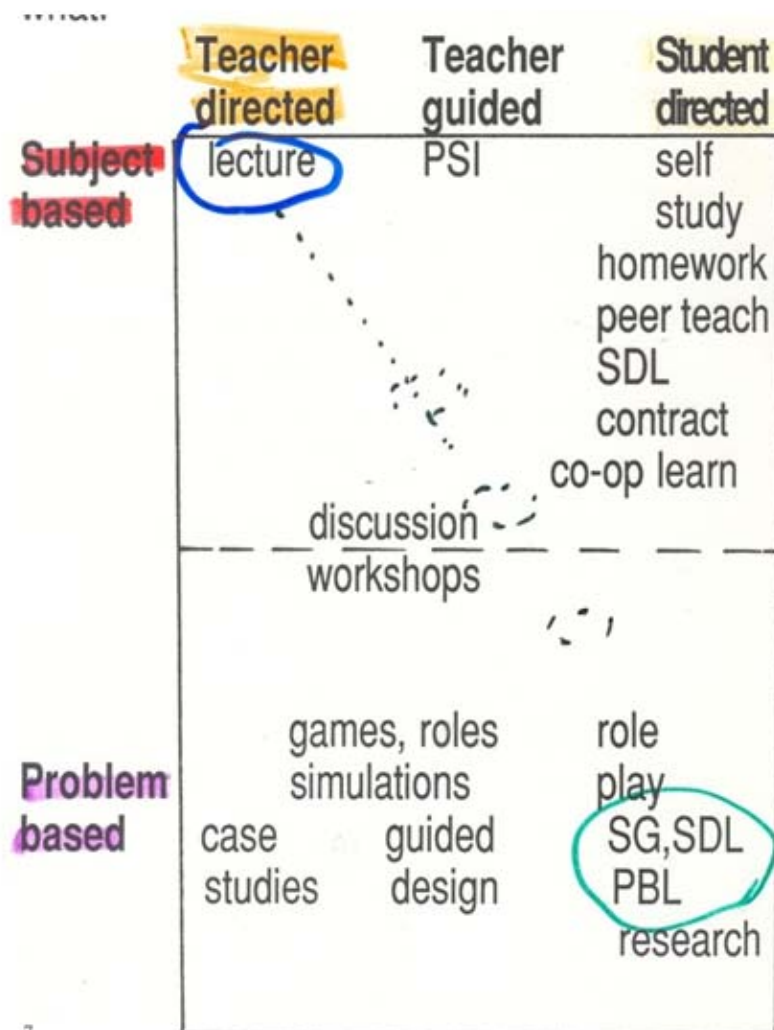 what.
Teacher Teacher Student
directed guided directed
Subject lecture PSI self
based study
homework
peer teach
SDL
contract
co-op learn
discussion
workshops
games, roles role
Problem simulations play
based case guided SG,SDL
studies design PBL
research